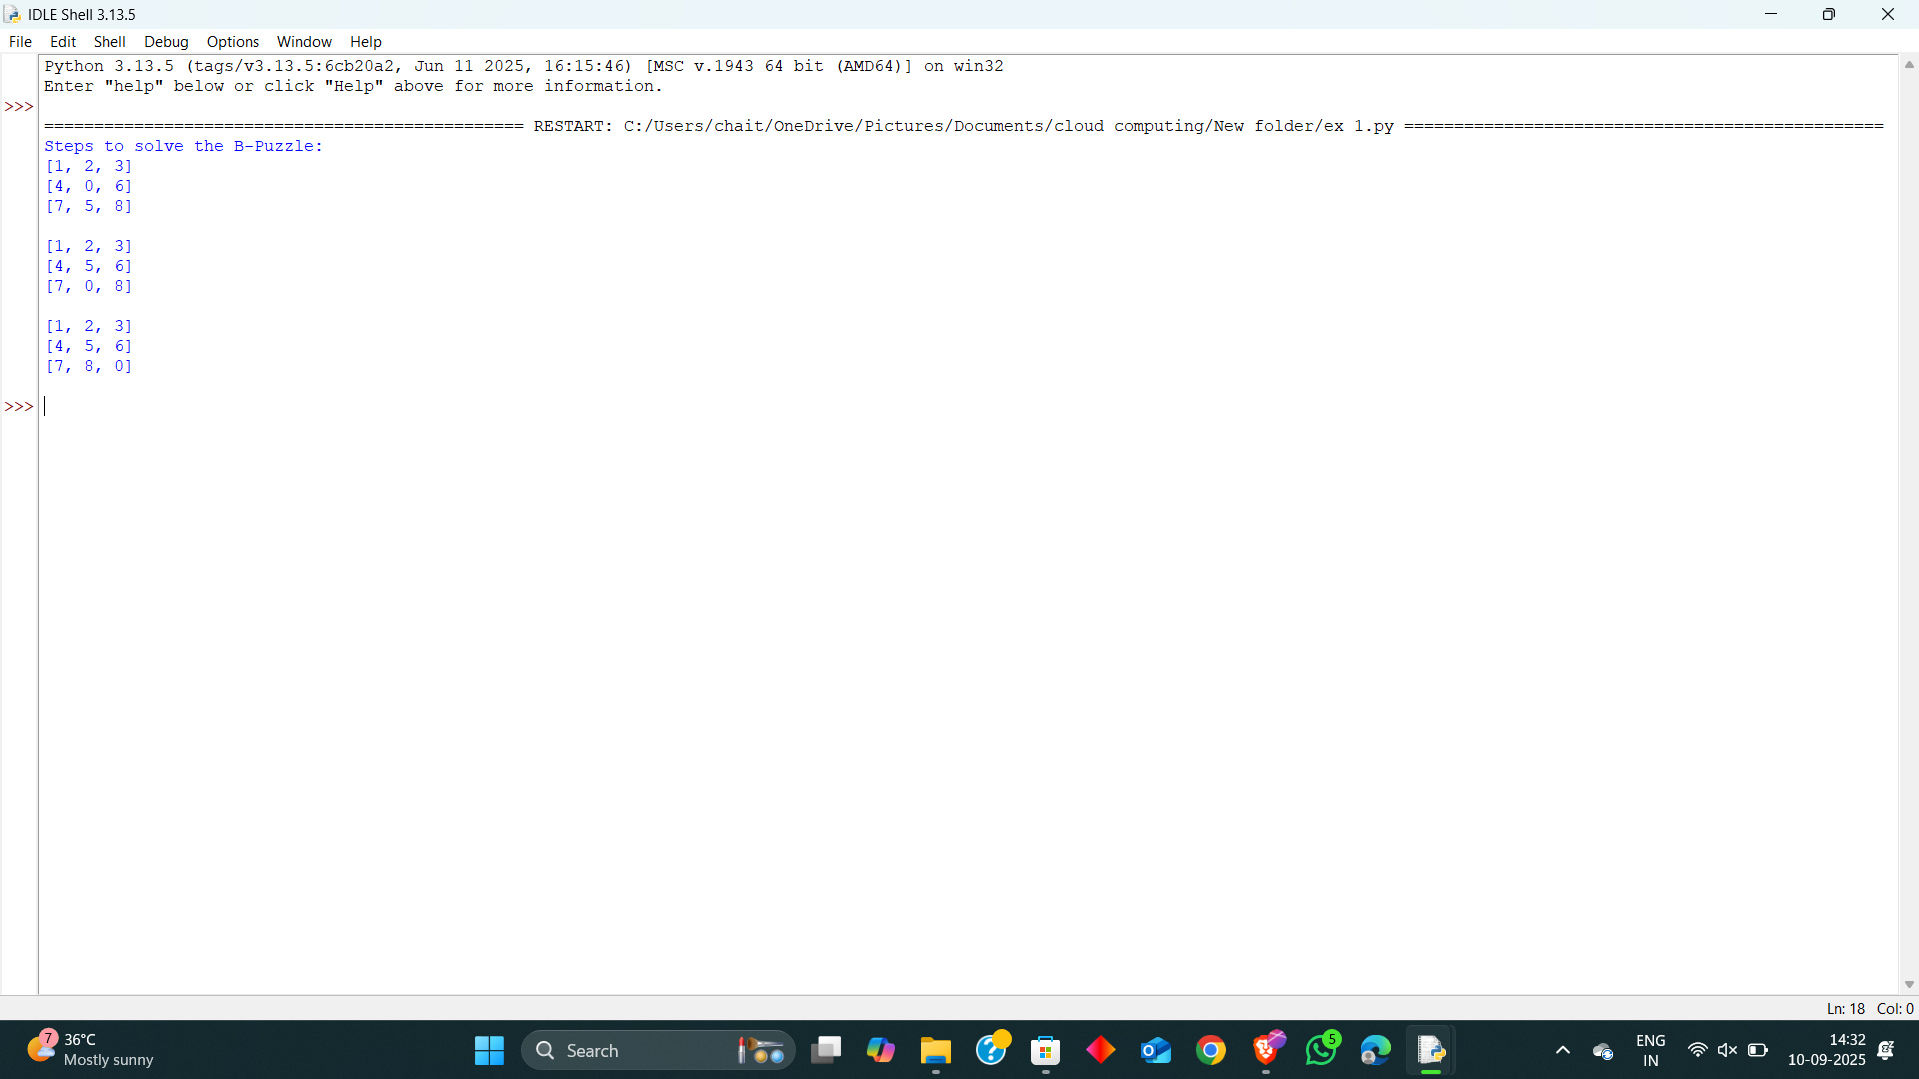 IDLE Shell 3.13.5
File Edit Shell Debug Options Window Help
Python 3.13.5 (tags/v3.13.5:6cb20a2, Jun 11 2025, 16:15:46) [MSC v.1943 64 bit (AMD64)] on win32
Enter "help" below or click "Help" above for more information.
>>>
================================================ RESTART: C:/Users/chait/OneDrive/Pictures/Documents/cloud computing/New folder/ex 1.py ================================================
Steps to solve the B-Puzzle:
[1, 2, 3]
[4, 0, 6]
[7, 5, 8]
[1, 2, 3]
[4, 5, 6]
[7, 0, 8]
[1, 2, 3]
[4, 5, 6]
[7, 8, 0]
>>>
Ln: 18 Col: 0
7
36°C
Mostly sunny
Search
5
ENG
IN
14:32
10-09-2025